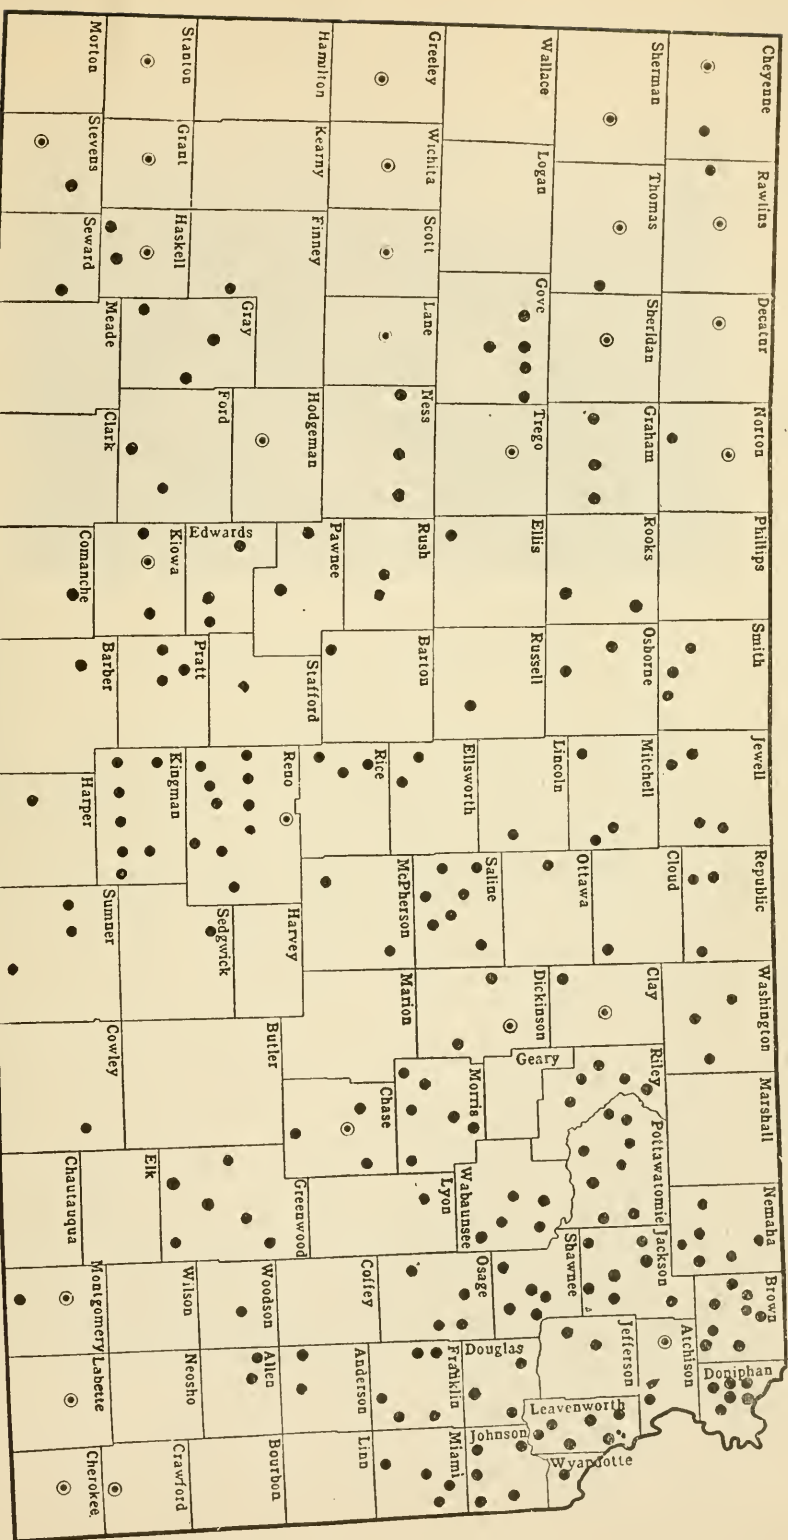 Cheyenne
Rawlins
Decatur
Norton
Phillips
Smith
Jewell
Republic
Washington
Marshall
Nemaha
Brown
Doniphan
Sherman
Thomas
Sheridan
Graham
Rooks
Osborne
Mitchell
Cloud
Clay
Riley
Pottawatomie
Jackson
Atchison
Jefferson
Leavenworth
Wyandotte
Wallace
Logan
Gove
Trego
Ellis
Russell
Lincoln
Ottawa
Ellsworth
Saline
Dickinson
Geary
Morris
Wabaunsee
Shawnee
Osage
Douglas
Johnson
Greeley
Wichita
Scott
Lane
Ness
Rush
Barton
Rice
McPherson
Marion
Chase
Lyon
Coffey
Franklin
Miami
Anderson
Linn
Hamilton
Kearny
Finney
Hodgeman
Pawnee
Stafford
Edwards
Reno
Harvey
Butler
Greenwood
Woodson
Allen
Bourbon
Stanton
Grant
Haskell
Gray
Ford
Kiowa
Pratt
Kingman
Sedgwick
Elk
Wilson
Neosho
Crawford
Morton
Stevens
Seward
Meade
Clark
Comanche
Barber
Harper
Sumner
Cowley
Chautauqua
Montgomery
Labette
Cherokee